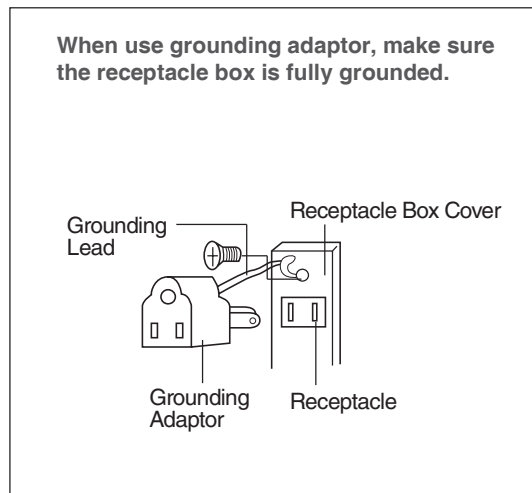 When use grounding adaptor, make sure
the receptacle box is fully grounded.
Grounding
Lead
Receptacle Box Cover
Grounding
Adaptor
Receptacle